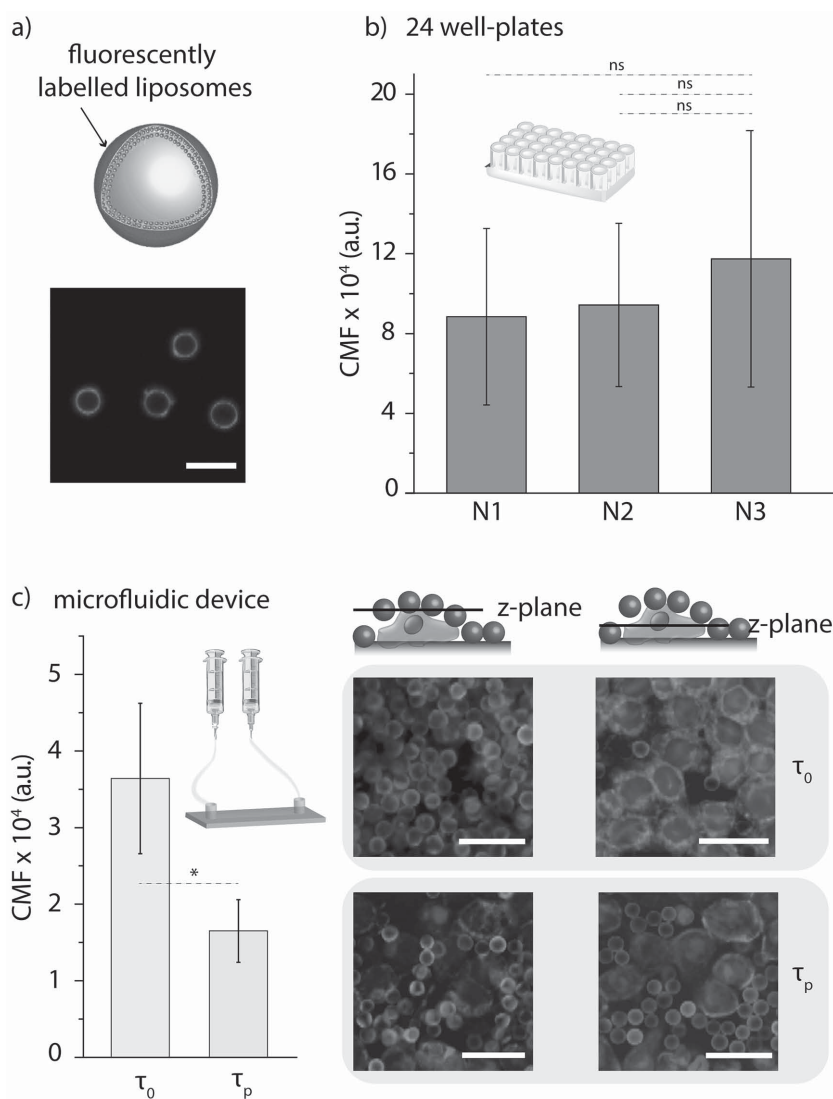 a)
fluorescently
labelled liposomes
b) 24 well-plates
ns
ns
ns
20
16
12
8
4
0
CMF x 10⁴ (a.u.)
N1 N2 N3
c) microfluidic device
z-plane
z-plane
5
4
3
2
1
0
CMF x 10⁴ (a.u.)
*
τ₀ τₚ
τ₀
τₚ